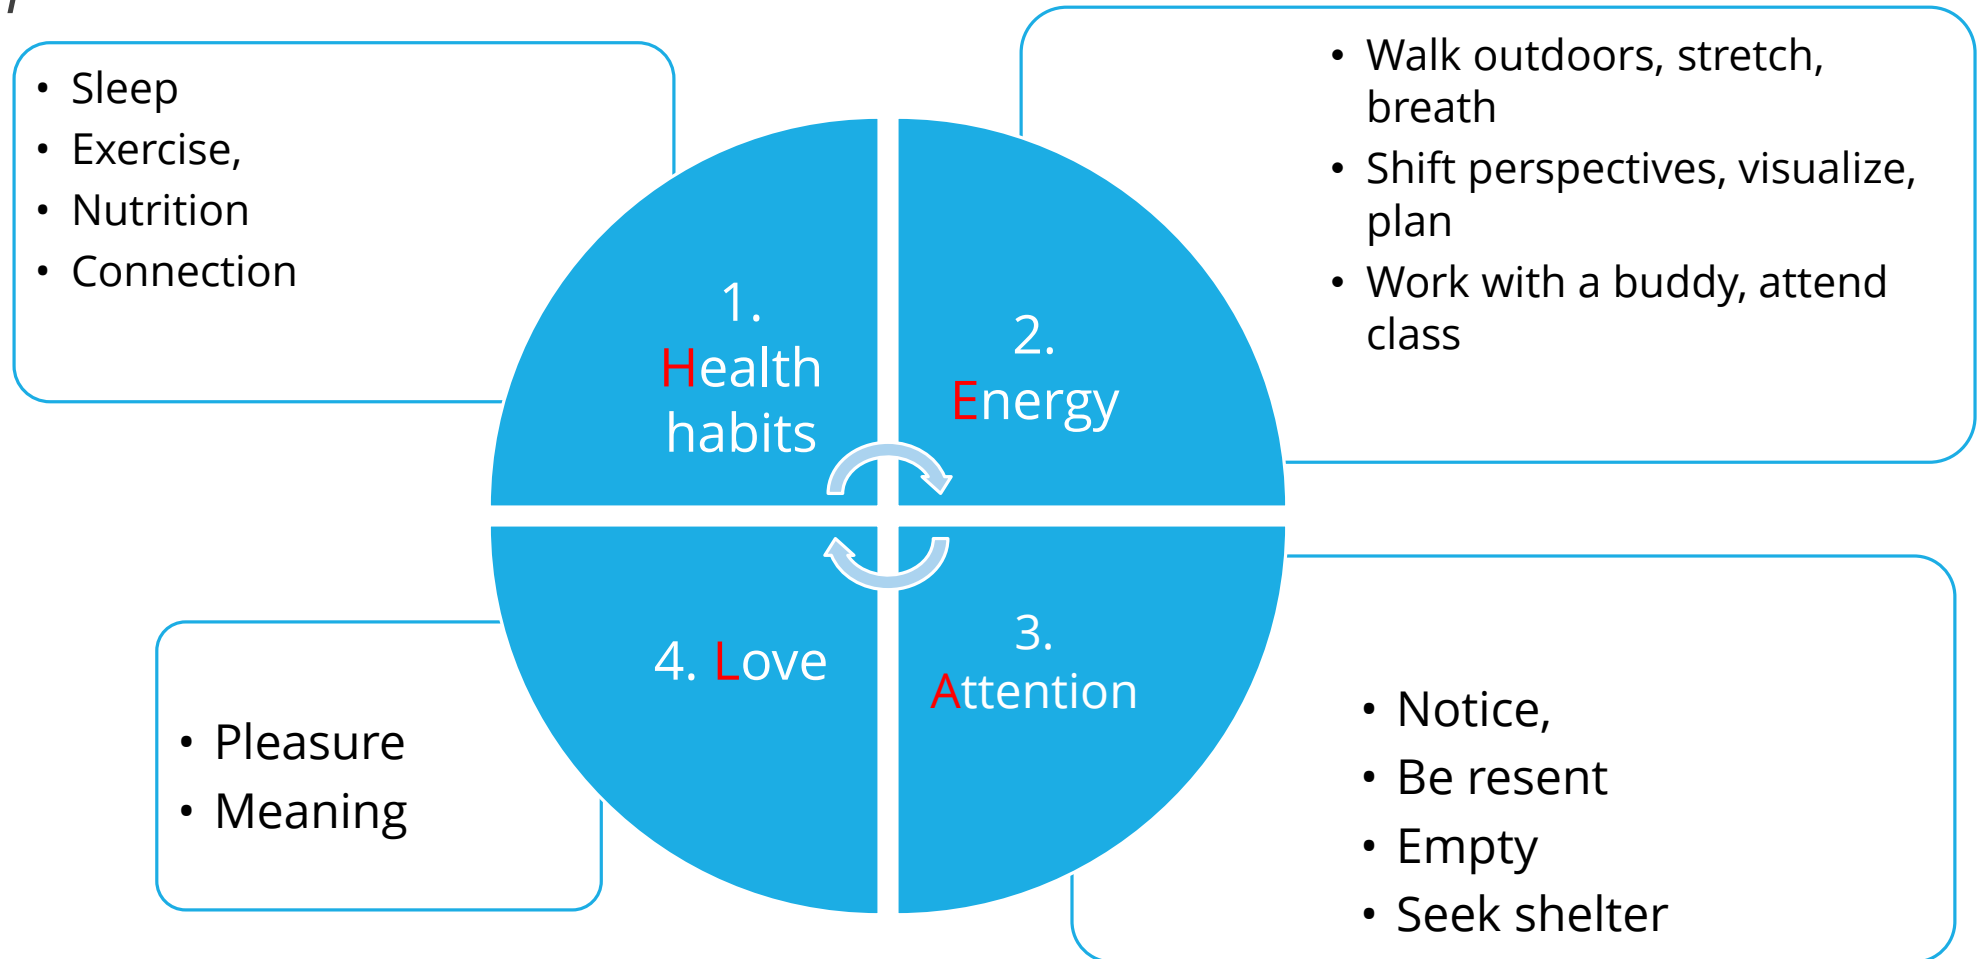 • Sleep
• Exercise,
• Nutrition
• Connection
1.
Health
habits
2.
Energy
• Walk outdoors, stretch,
breath
• Shift perspectives, visualize,
plan
• Work with a buddy, attend
class
4. Love
• Pleasure
• Meaning
3.
Attention
• Notice,
• Be resent
• Empty
• Seek shelter